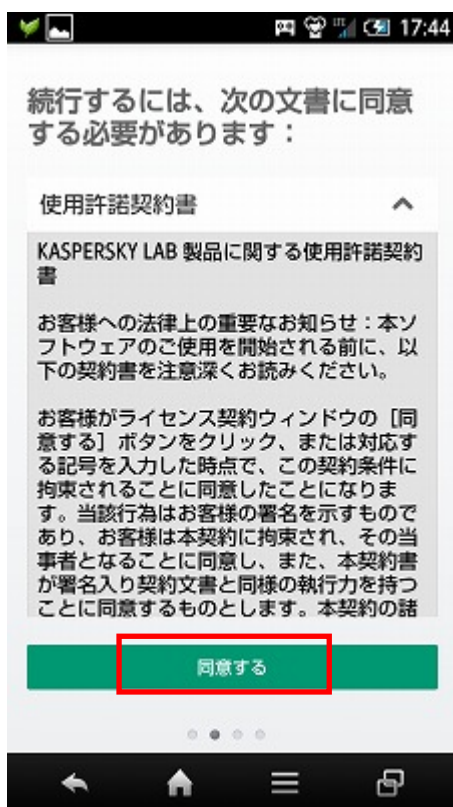 17:44
続行するには、次の文書に同意
する必要があります：
使用許諾契約書
KASPERSKY LAB 製品に関する使用許諾契約
書
お客様への法律上の重要なお知らせ：本ソ
フトウェアのご使用を開始される前に、以
下の契約書を注意深くお読みください。
お客様がライセンス契約ウィンドウの［同
意する］ボタンをクリック、または対応す
る記号を入力した時点で、この契約条件に
拘束されることに同意したことになりま
す。当該行為はお客様の署名を示すもので
あり、お客様は本契約に拘束され、その当
事者となることに同意し、また、本契約書
が署名入り契約文書と同様の執行力を持つ
ことに同意するものとします。本契約の諸
同意する